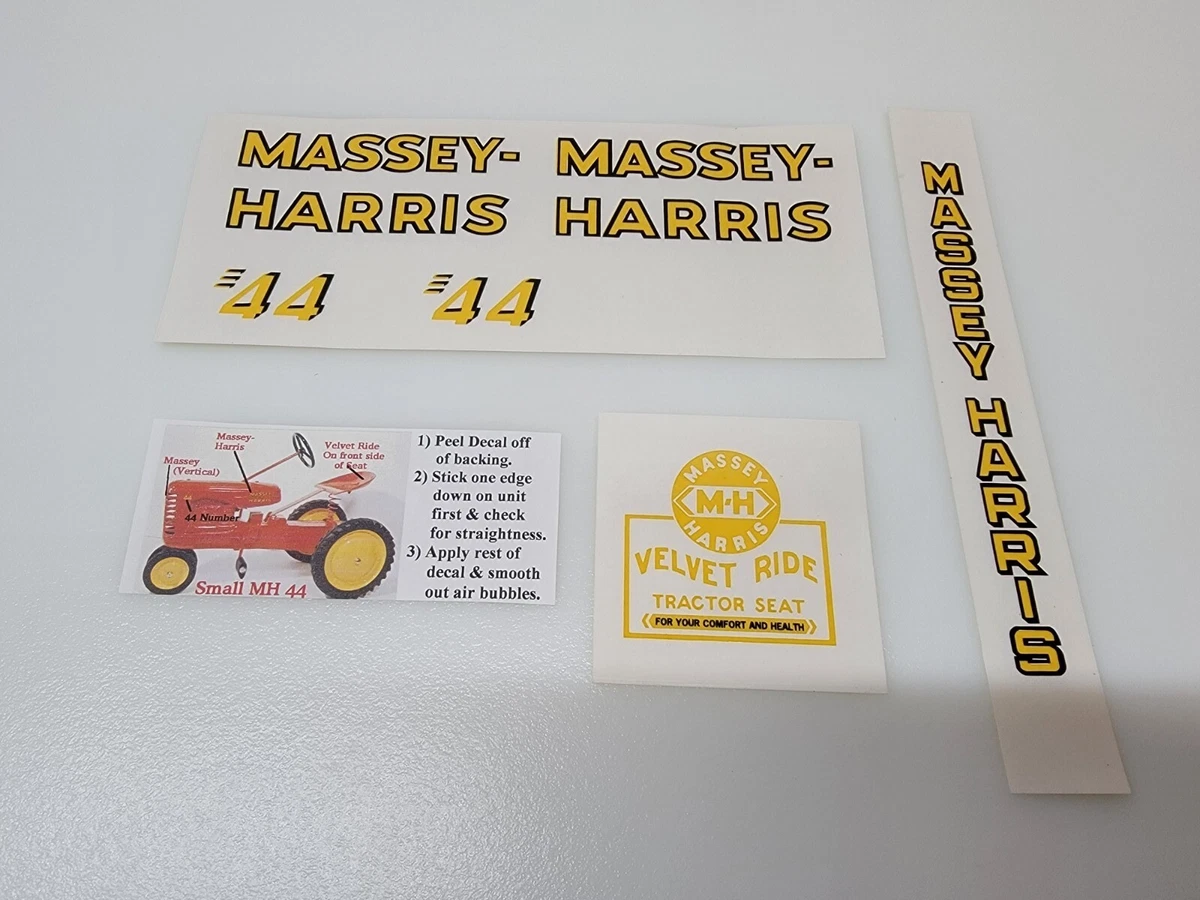 MASSEY-
HARRIS
MASSEY-
HARRIS
44
44
MASSEY HARRIS
Massey-
Harris
Massey
(Vertical)
Velvet Ride
On front side
of Seat
44
44 Number
Small MH 44
1) Peel Decal off
of backing.
2) Stick one edge
down on unit
first & check
for straightness.
3) Apply rest of
decal & smooth
out air bubbles.
MASSEY
M-H
HARRIS
VELVET RIDE
TRACTOR SEAT
FOR YOUR COMFORT AND HEALTH